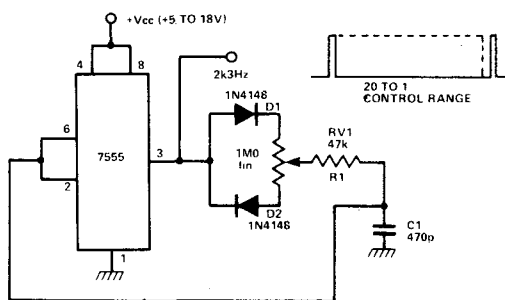 +Vcc (+5 TO 18V)
4
8
2k3Hz
1N4148
D1
20 TO 1
CONTROL RANGE
6
7555
3
1M0
lin
RV1
47k
R1
2
D2
1N4148
1
C1
470p